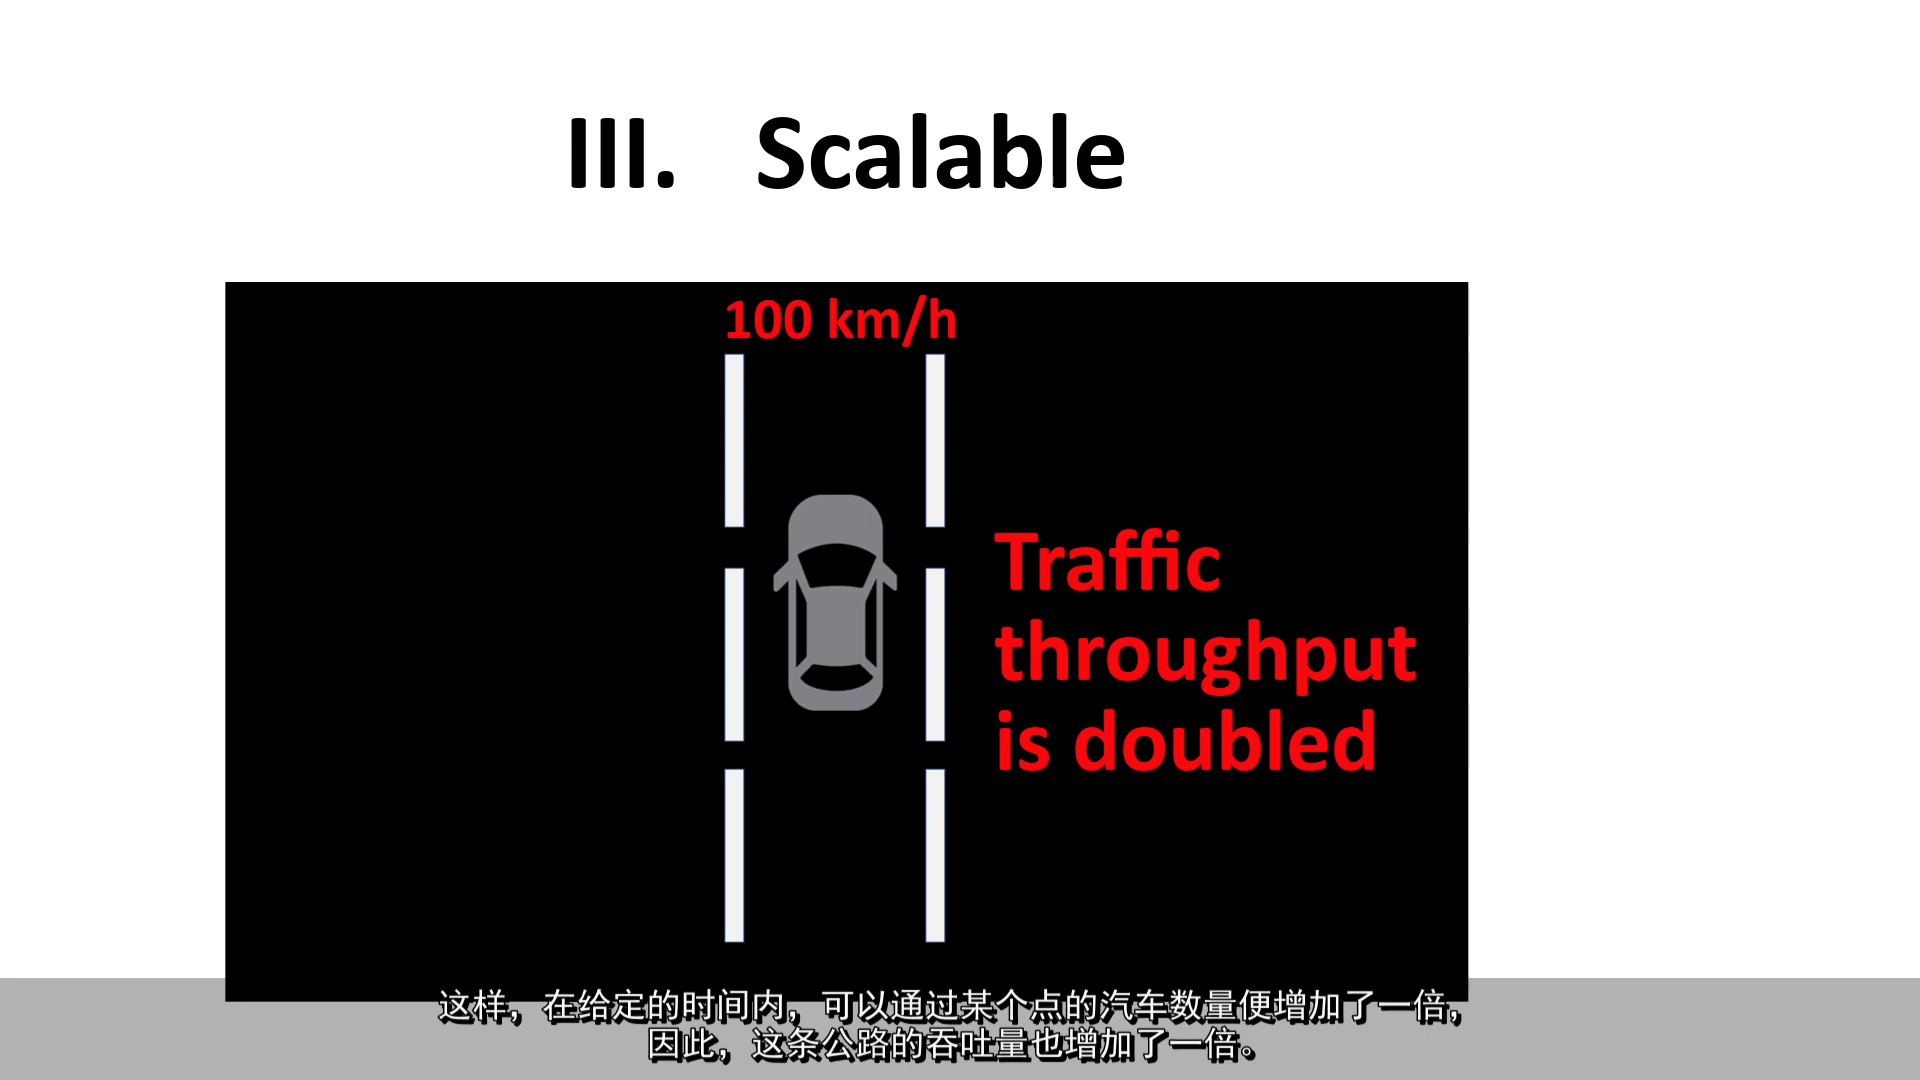 III. Scalable
100 km/h
Traffic
throughput
is doubled
这样，在给定的时间内，可以通过某个点的汽车数量便增加了一倍，
因此，这条公路的吞吐量也增加了一倍。